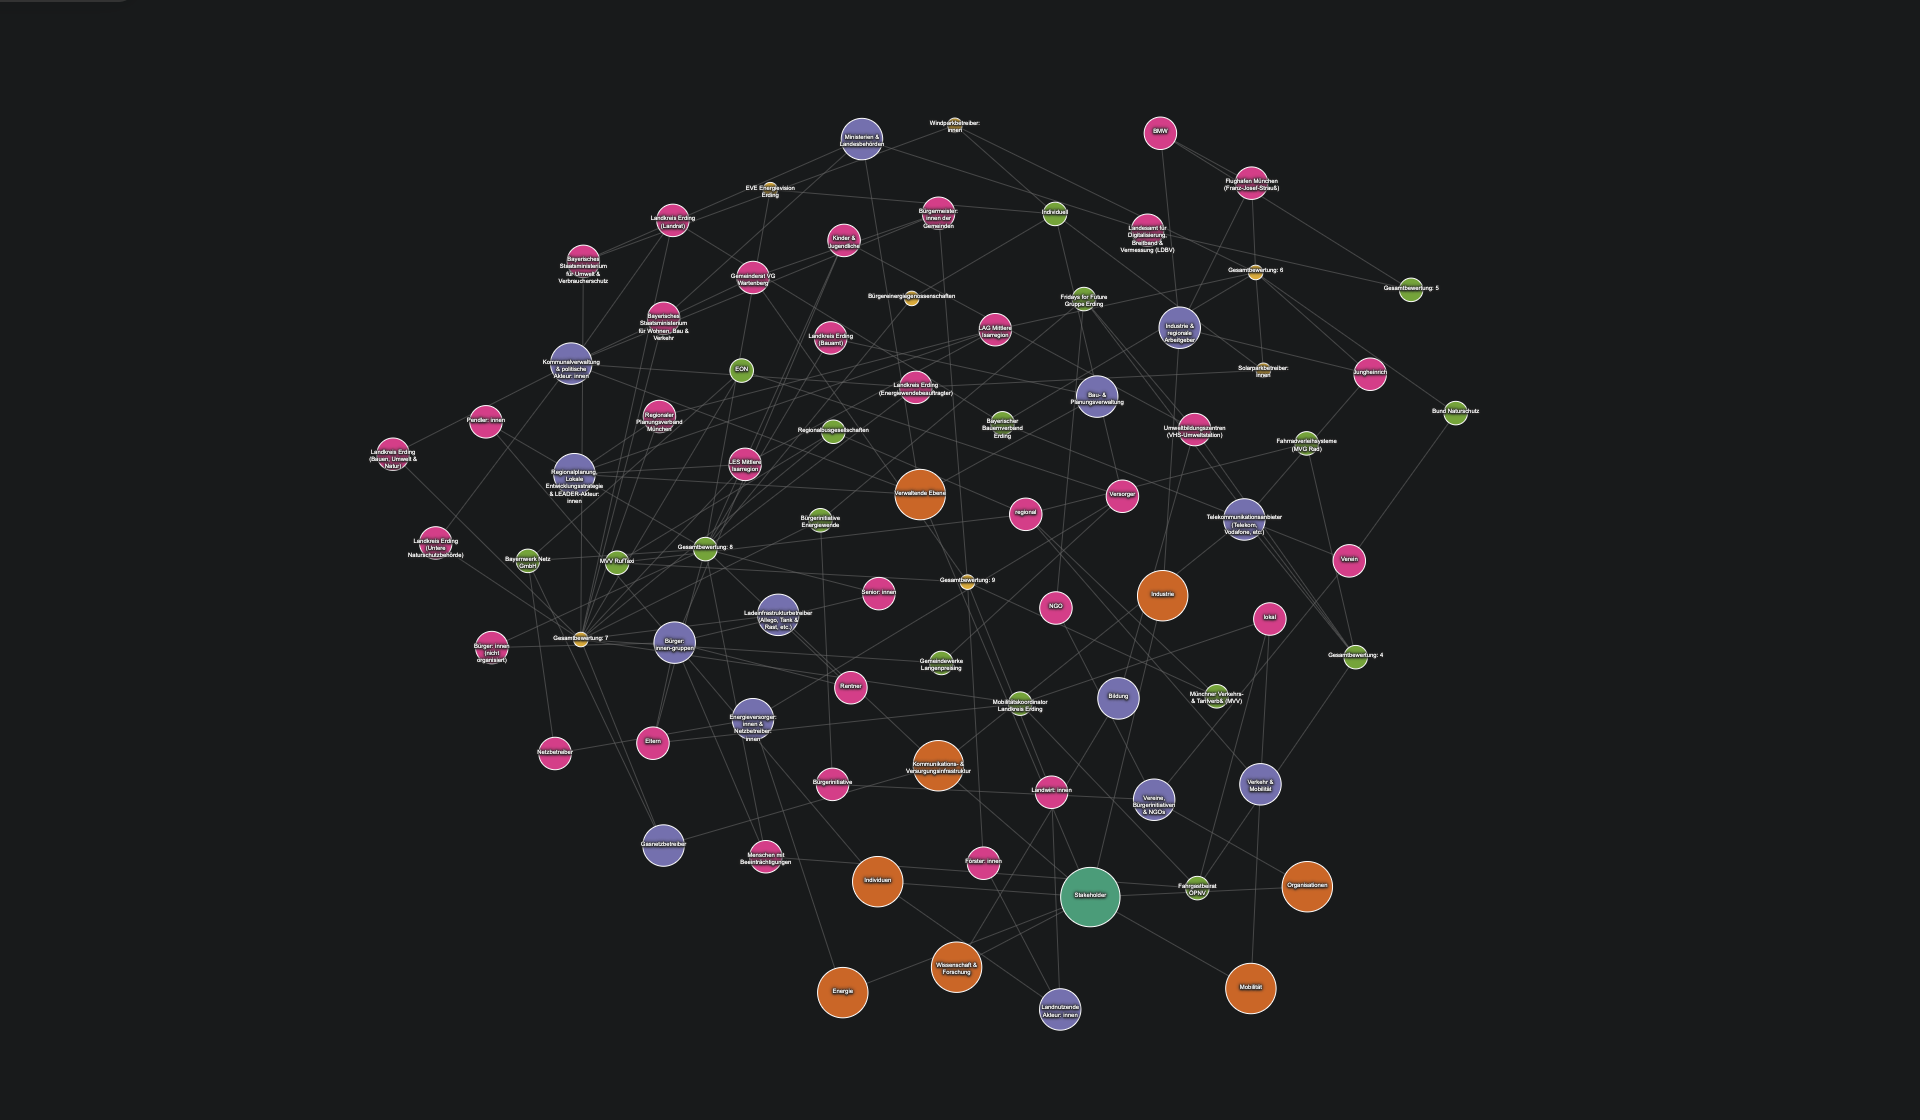 Windparkbetreiber:
innen
BMW
Ministerien &
Landesbehörden
Flughafen München
(Franz-Josef-Strauß)
EVE Energievision
Erding
Landkreis Erding
(Landrat)
Bürgermeister:
innen der
Gemeinden
Individuell
Landesamt für
Digitalisierung,
Breitband &
Vermessung (LDBV)
Kinder &
Jugendliche
Bayerisches
Staatsministerium
für Umwelt &
Verbraucherschutz
Gemeinderat VG
Wartenberg
Gesamtbewertung: 6
Gesamtbewertung: 5
Bürgerenergiegenossenschaften
Fridays for Future
Gruppe Erding
Bayerisches
Staatsministerium
für Wohnen, Bau &
Verkehr
Landkreis Erding
(Bauamt)
LAG Mittlere
Isarregion
Industrie &
regionale
Arbeitgeber
Kommunalverwaltung
& politische
Akteur: innen
EON
Solarparkbetreiber:
innen
Jungheinrich
Landkreis Erding
(Energiewendebeauftragter)
Bau- &
Planungsverwaltung
Bund Naturschutz
Pendler: innen
Regionaler
Planungsverband
München
Regionalbusgesellschaften
Bayerischer
Bauernverband
Erding
Umweltbildungszentren
(VHS-Umweltstation)
Fahrradverleihsysteme
(MVG Rad)
Landkreis Erding
(Bauen, Umwelt &
Natur)
LES Mittlere
Isarregion
Regionalplanung,
Lokale
Entwicklungsstrategie
& LEADER-Akteur:
innen
Verwaltende Ebene
Versorger
regional
Bürgerinitiative
Energiewende
Telekommunikationsanbieter
(Telekom,
Vodafone, etc.)
Landkreis Erding
(Untere
Naturschutzbehörde)
Gesamtbewertung: 8
Bayernwerk Netz
GmbH
MVV RufTaxi
Verein
Gesamtbewertung: 9
Senior: innen
Industrie
NGO
Ladeinfrastrukturbetreiber
(Allego, Tank &
Rast, etc.)
lokal
Gesamtbewertung: 7
Bürger:
innen-gruppen
Bürger: innen
(nicht
organisiert)
Gesamtbewertung: 4
Gemeindewerke
Langenpreising
Rentner
Bildung
Münchner Verkehrs-
& Tarifverb& (MVV)
Mobilitätskoordinator
Landkreis Erding
Energieversorger:
innen &
Netzbetreiber:
innen
Eltern
Netzbetreiber
Kommunikations- &
Versorgungsinfrastruktur
Bürgerinitiative
Landwirt: innen
Vereine,
Bürgerinitiativen
& NGOs
Verkehr &
Mobilität
Gasnetzbetreiber
Menschen mit
Beeinträchtigungen
Förster: innen
Individuen
Stakeholder
Fahrgastbeirat
ÖPNV
Organisationen
Wissenschaft &
Forschung
Energie
Mobilität
Landnutzende
Akteur: innen